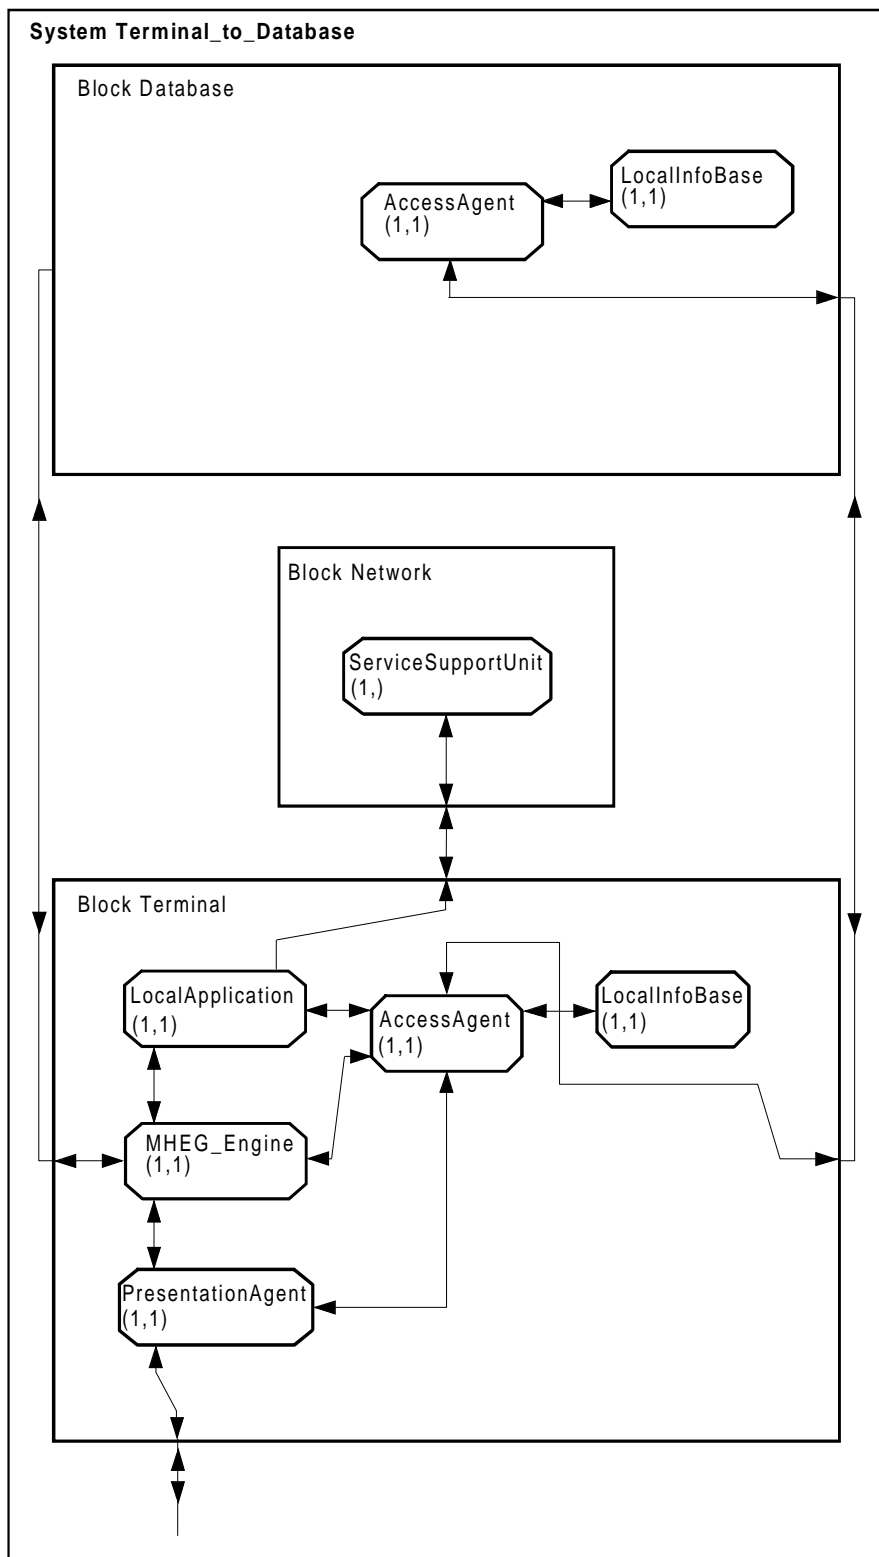 System Terminal_to_Database
Block Database
LocalInfoBase
(1,1)
AccessAgent
(1,1)
Block Network
ServiceSupportUnit
(1,)
Block Terminal
LocalApplication
(1,1)
AccessAgent
(1,1)
LocalInfoBase
(1,1)
MHEG_Engine
(1,1)
PresentationAgent
(1,1)